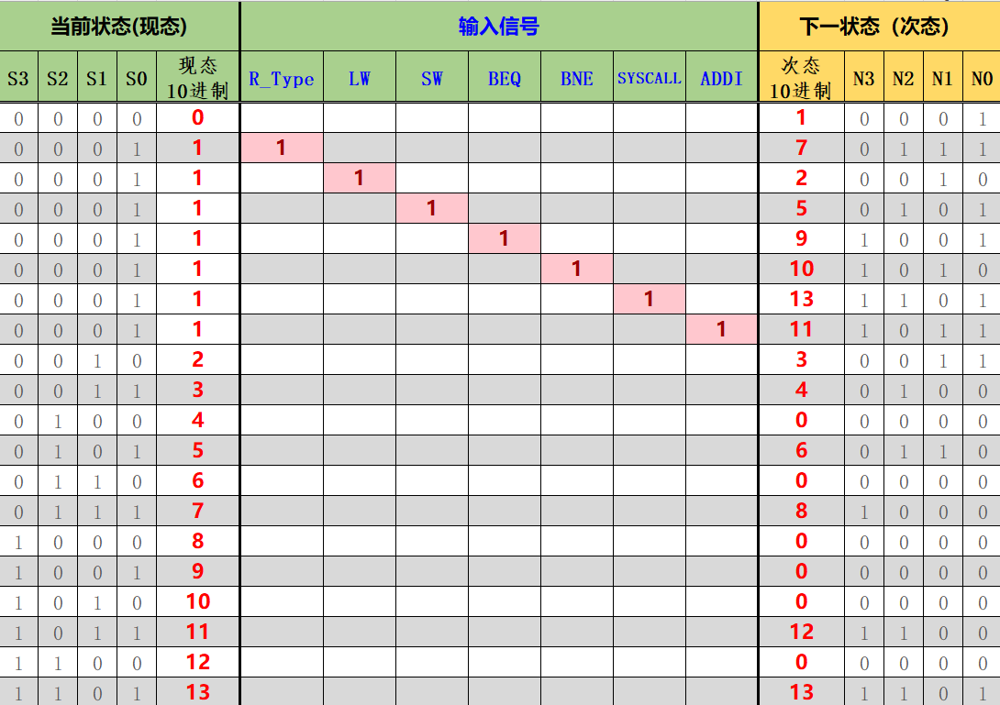 当前状态(现态) 输入信号 下一状态（次态）
S3 S2 S1 S0 现态 10进制 R_Type LW SW BEQ BNE SYSCALL ADDI 次态 10进制 N3 N2 N1 N0
0 0 0 0 0 1 0 0 0 1
0 0 0 1 1 1 7 0 1 1 1
0 0 0 1 1 1 2 0 0 1 0
0 0 0 1 1 1 5 0 1 0 1
0 0 0 1 1 1 9 1 0 0 1
0 0 0 1 1 1 10 1 0 1 0
0 0 0 1 1 1 13 1 1 0 1
0 0 0 1 1 1 11 1 0 1 1
0 0 1 0 2 3 0 0 1 1
0 0 1 1 3 4 0 1 0 0
0 1 0 0 4 0 0 0 0 0
0 1 0 1 5 6 0 1 1 0
0 1 1 0 6 0 0 0 0 0
0 1 1 1 7 8 1 0 0 0
1 0 0 0 8 0 0 0 0 0
1 0 0 1 9 0 0 0 0 0
1 0 1 0 10 0 0 0 0 0
1 0 1 1 11 12 1 1 0 0
1 1 0 0 12 0 0 0 0 0
1 1 0 1 13 13 1 1 0 1